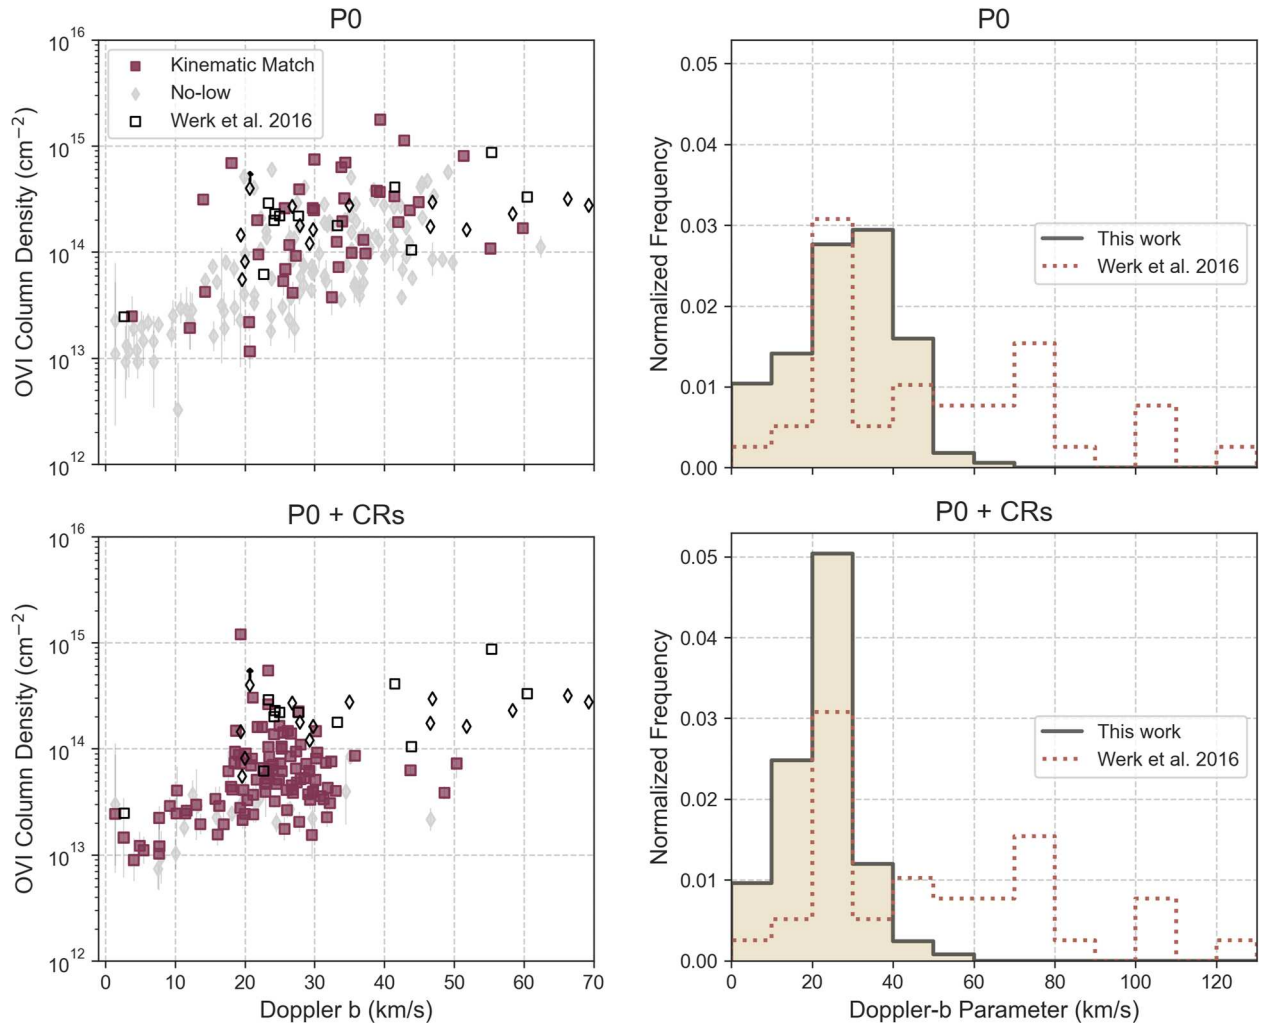 P0
10^16
10^15
10^14
10^13
10^12
OVI Column Density (cm^−2)
Kinematic Match
No-low
Werk et al. 2016
P0
0.05
0.04
0.03
0.02
0.01
0.00
Normalized Frequency
This work
Werk et al. 2016
P0 + CRs
10^16
10^15
10^14
10^13
10^12
OVI Column Density (cm^−2)
0 10 20 30 40 50 60 70
Doppler b (km/s)
P0 + CRs
0.05
0.04
0.03
0.02
0.01
0.00
Normalized Frequency
This work
Werk et al. 2016
0 20 40 60 80 100 120
Doppler-b Parameter (km/s)